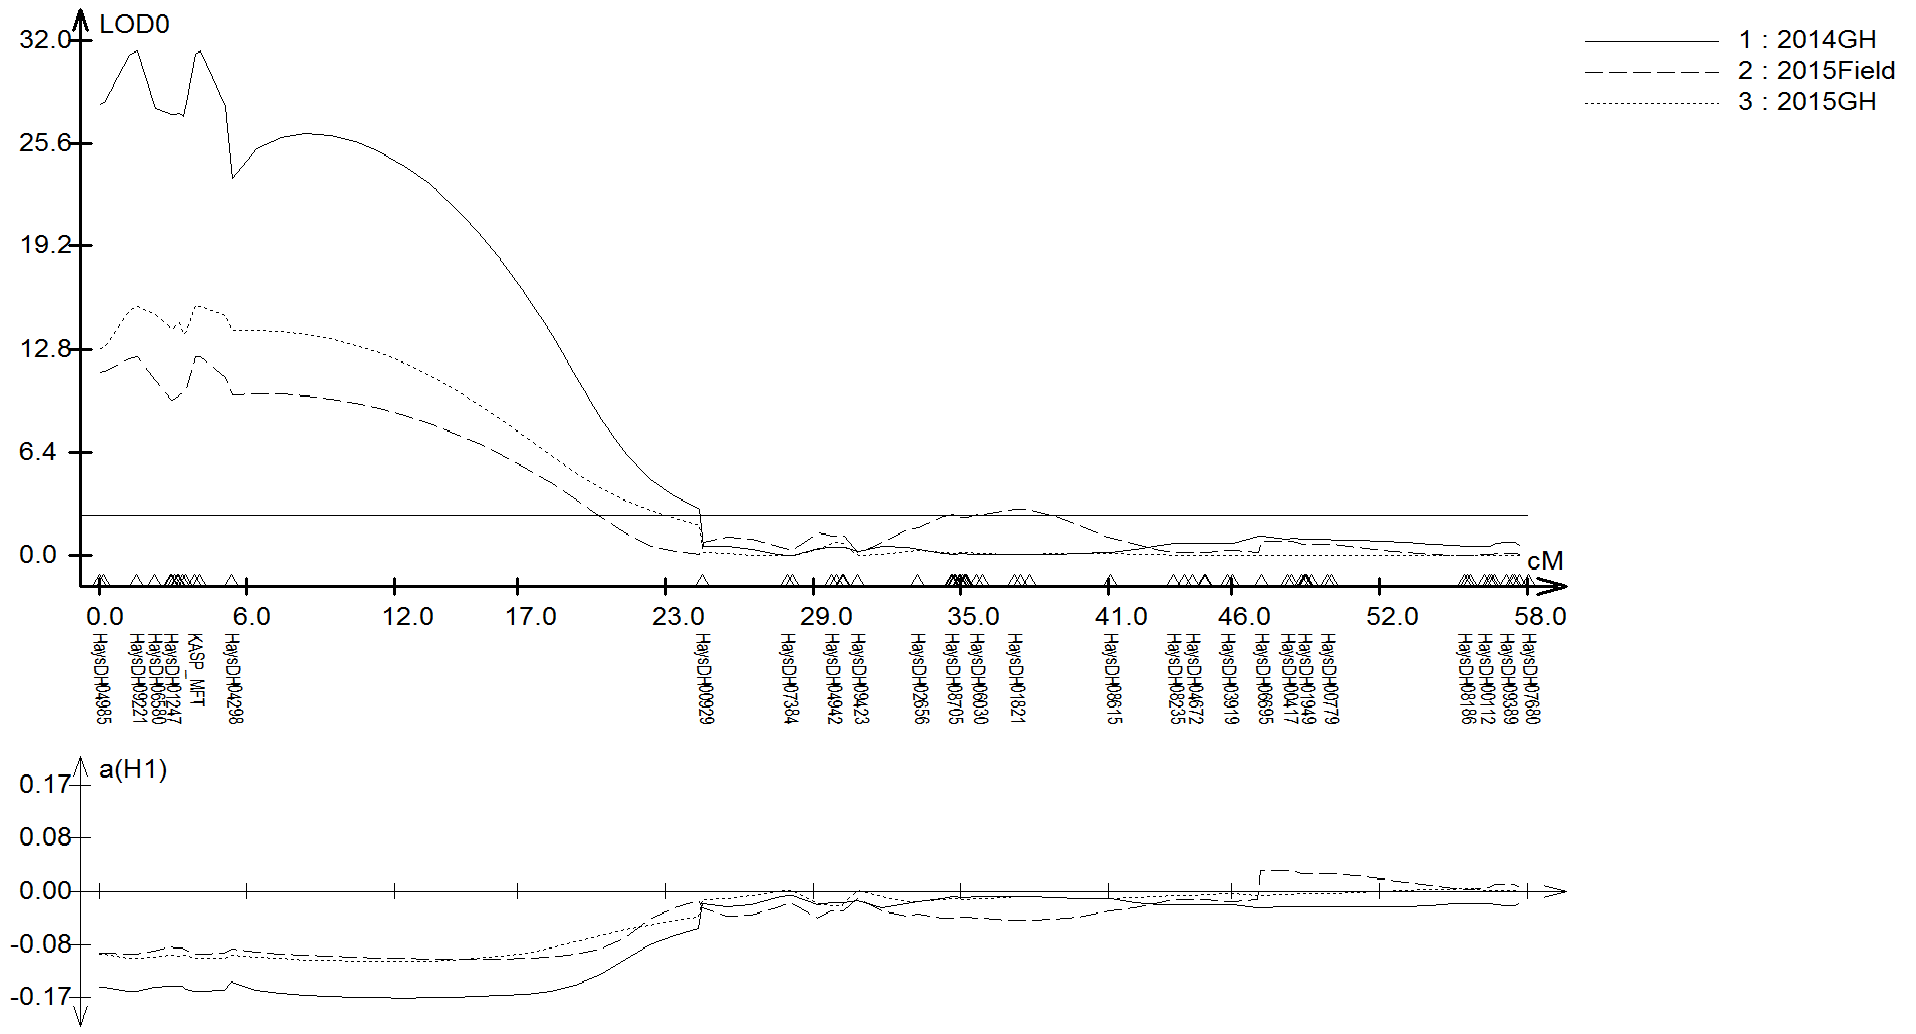 LOD0
1 : 2014GH
2 : 2015Field
3 : 2015GH
32.0
25.6
19.2
12.8
6.4
0.0
cM
0.0 6.0 12.0 17.0 23.0 29.0 35.0 41.0 46.0 52.0 58.0
HaysDH04985
HaysDH09221
HaysDH06580
HaysDH01247
KASP_MFT
HaysDH04298
HaysDH00929
HaysDH07384
HaysDH04942
HaysDH09423
HaysDH02656
HaysDH08705
HaysDH06030
HaysDH01821
HaysDH08615
HaysDH08235
HaysDH04672
HaysDH03919
HaysDH06695
HaysDH00417
HaysDH01949
HaysDH00779
HaysDH08186
HaysDH00112
HaysDH09389
HaysDH07680
a(H1)
0.17
0.08
0.00
-0.08
-0.17